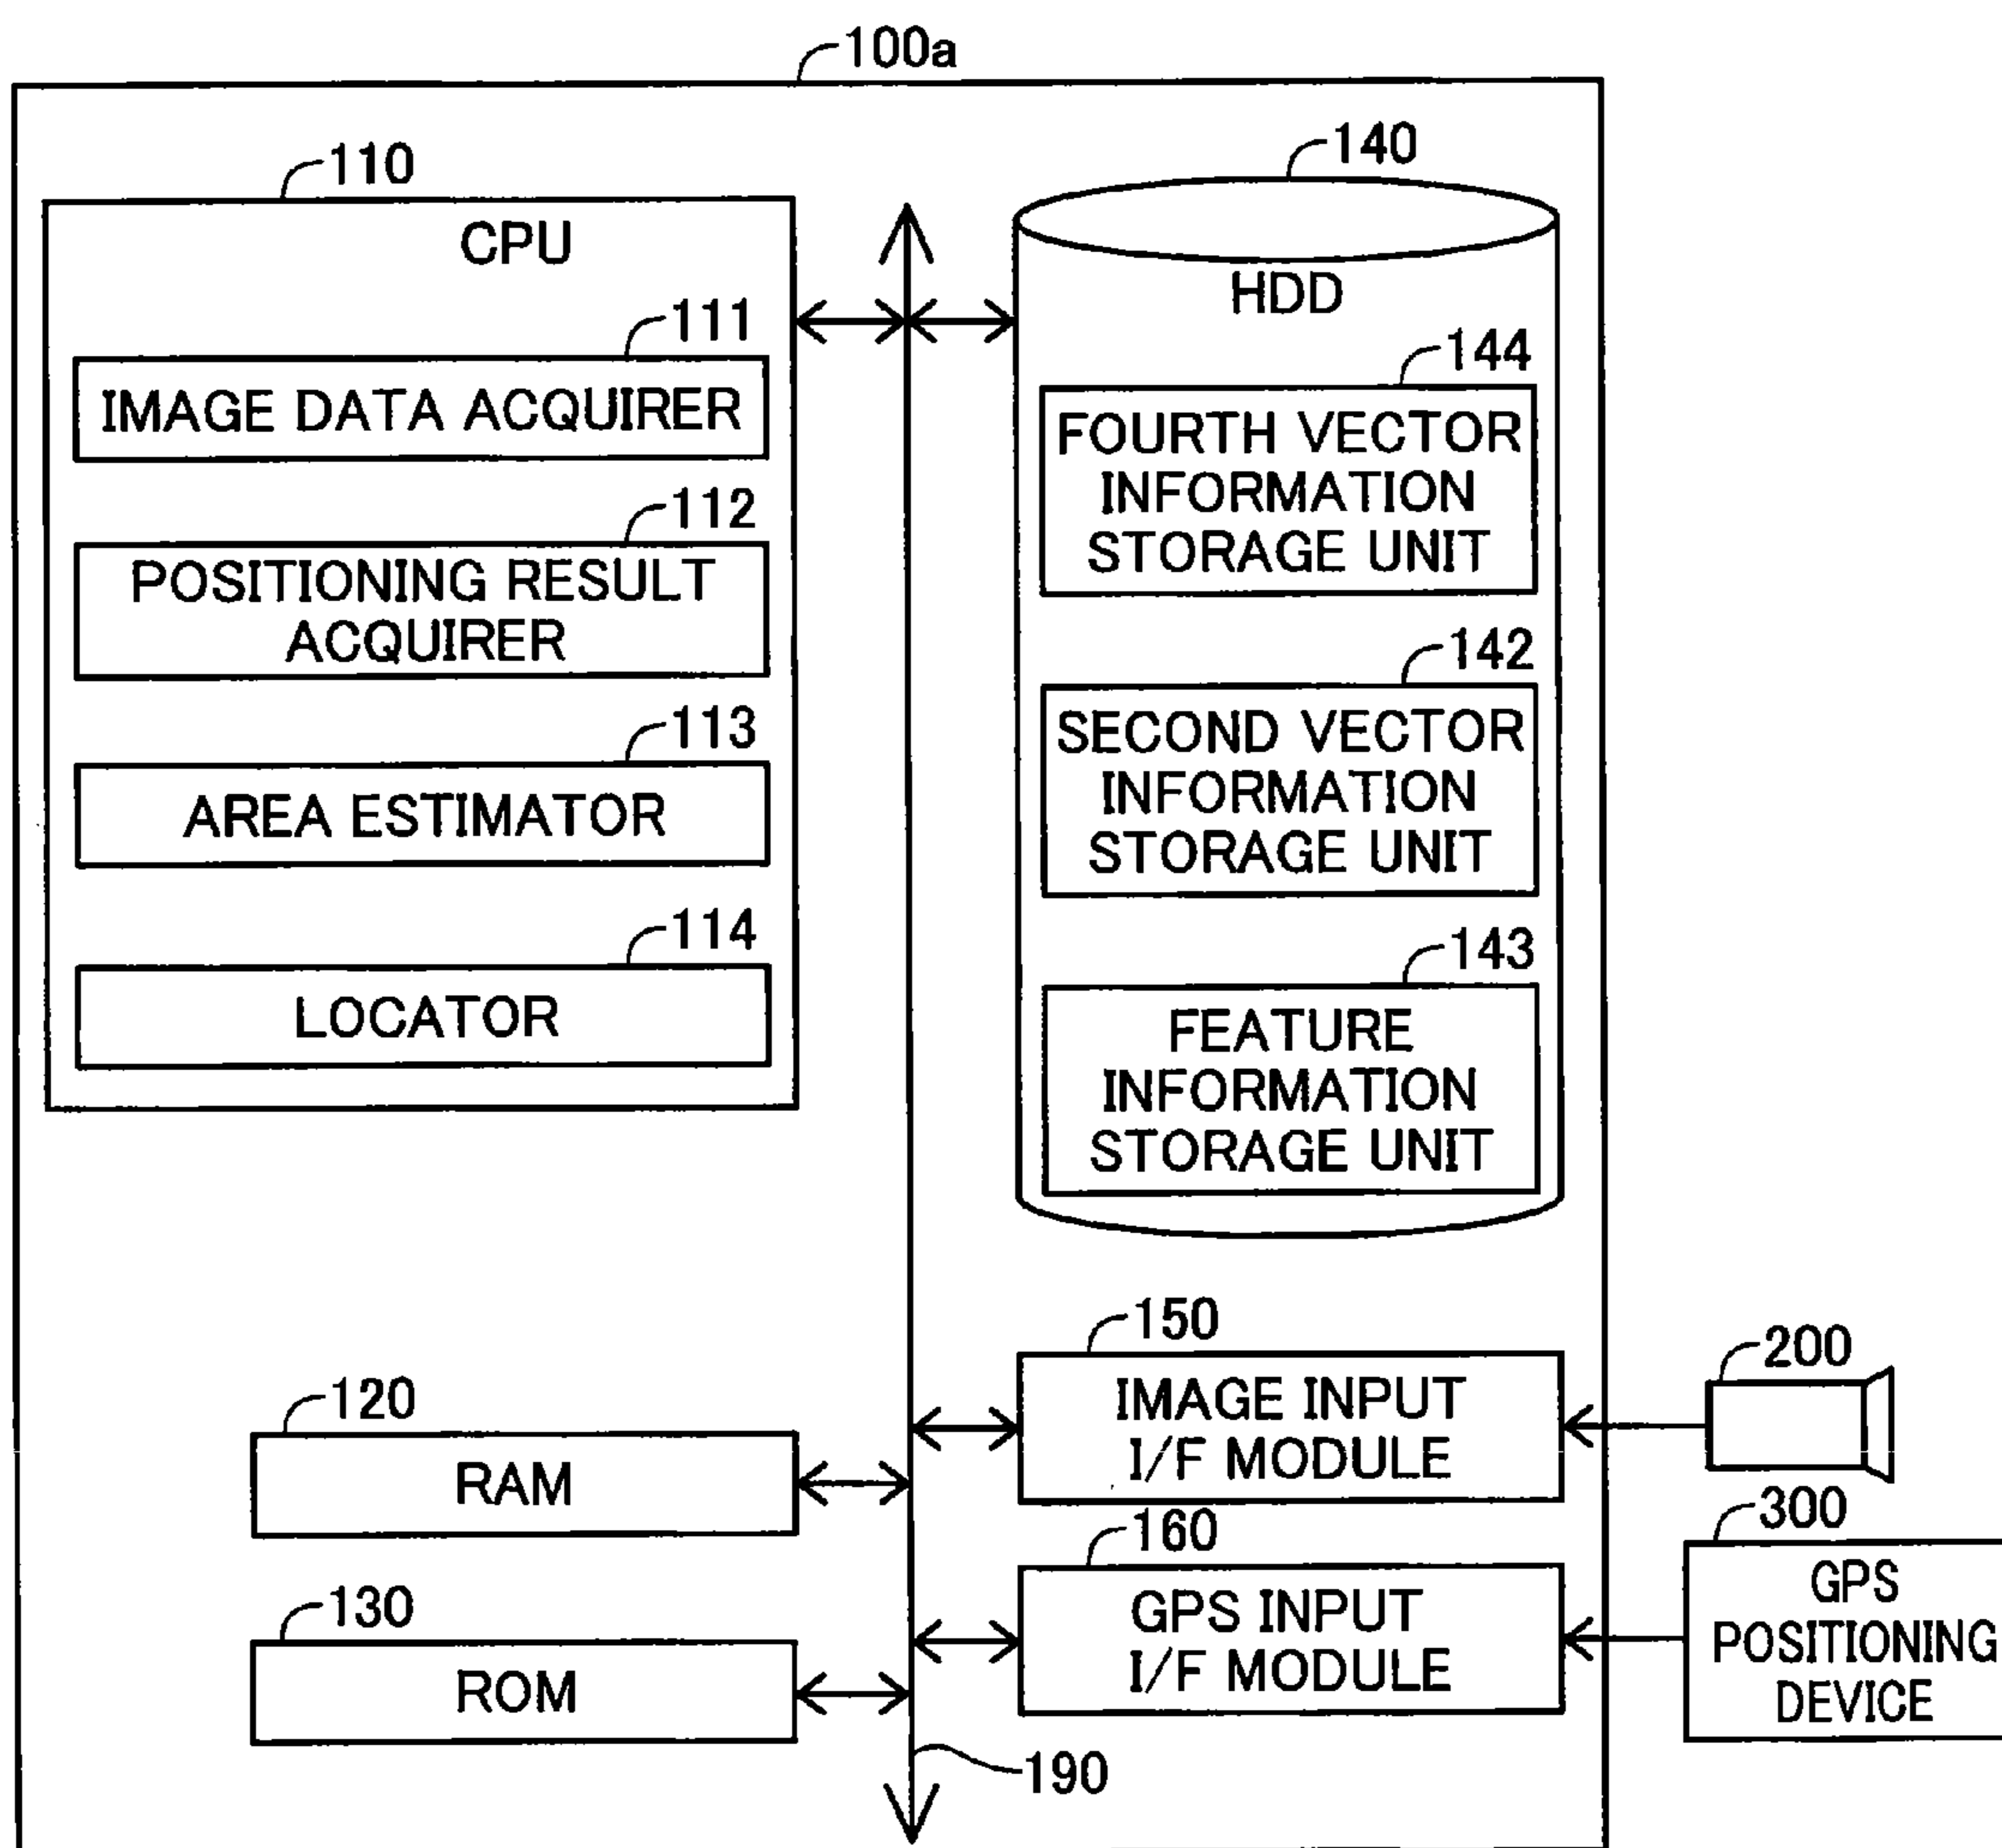 100a
110
CPU
111
IMAGE DATA ACQUIRER
112
POSITIONING RESULT
ACQUIRER
113
AREA ESTIMATOR
114
LOCATOR
140
HDD
144
FOURTH VECTOR
INFORMATION
STORAGE UNIT
142
SECOND VECTOR
INFORMATION
STORAGE UNIT
143
FEATURE
INFORMATION
STORAGE UNIT
120
RAM
130
ROM
150
IMAGE INPUT
I/F MODULE
160
GPS INPUT
I/F MODULE
190
200
300
GPS
POSITIONING
DEVICE